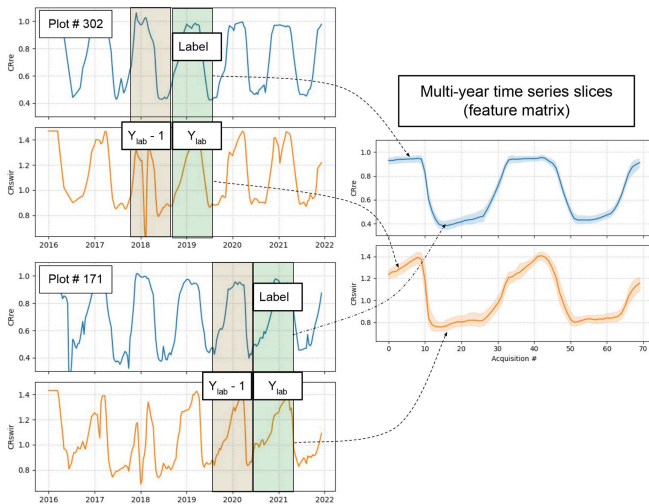 Plot # 302
Label
CRre
1.0
0.8
0.6
0.4
Y_lab - 1
Y_lab
CRswir
1.4
1.2
1.0
0.8
2016 2017 2018 2019 2020 2021 2022
Plot # 171
Label
CRre
1.0
0.8
0.6
0.4
Y_lab - 1
Y_lab
CRswir
1.4
1.2
1.0
0.8
2016 2017 2018 2019 2020 2021 2022
Multi-year time series slices
(feature matrix)
CRre
1.0
0.8
0.6
0.4
CRswir
1.4
1.2
1.0
0.8
0 10 20 30 40 50 60 70
Acquisition #